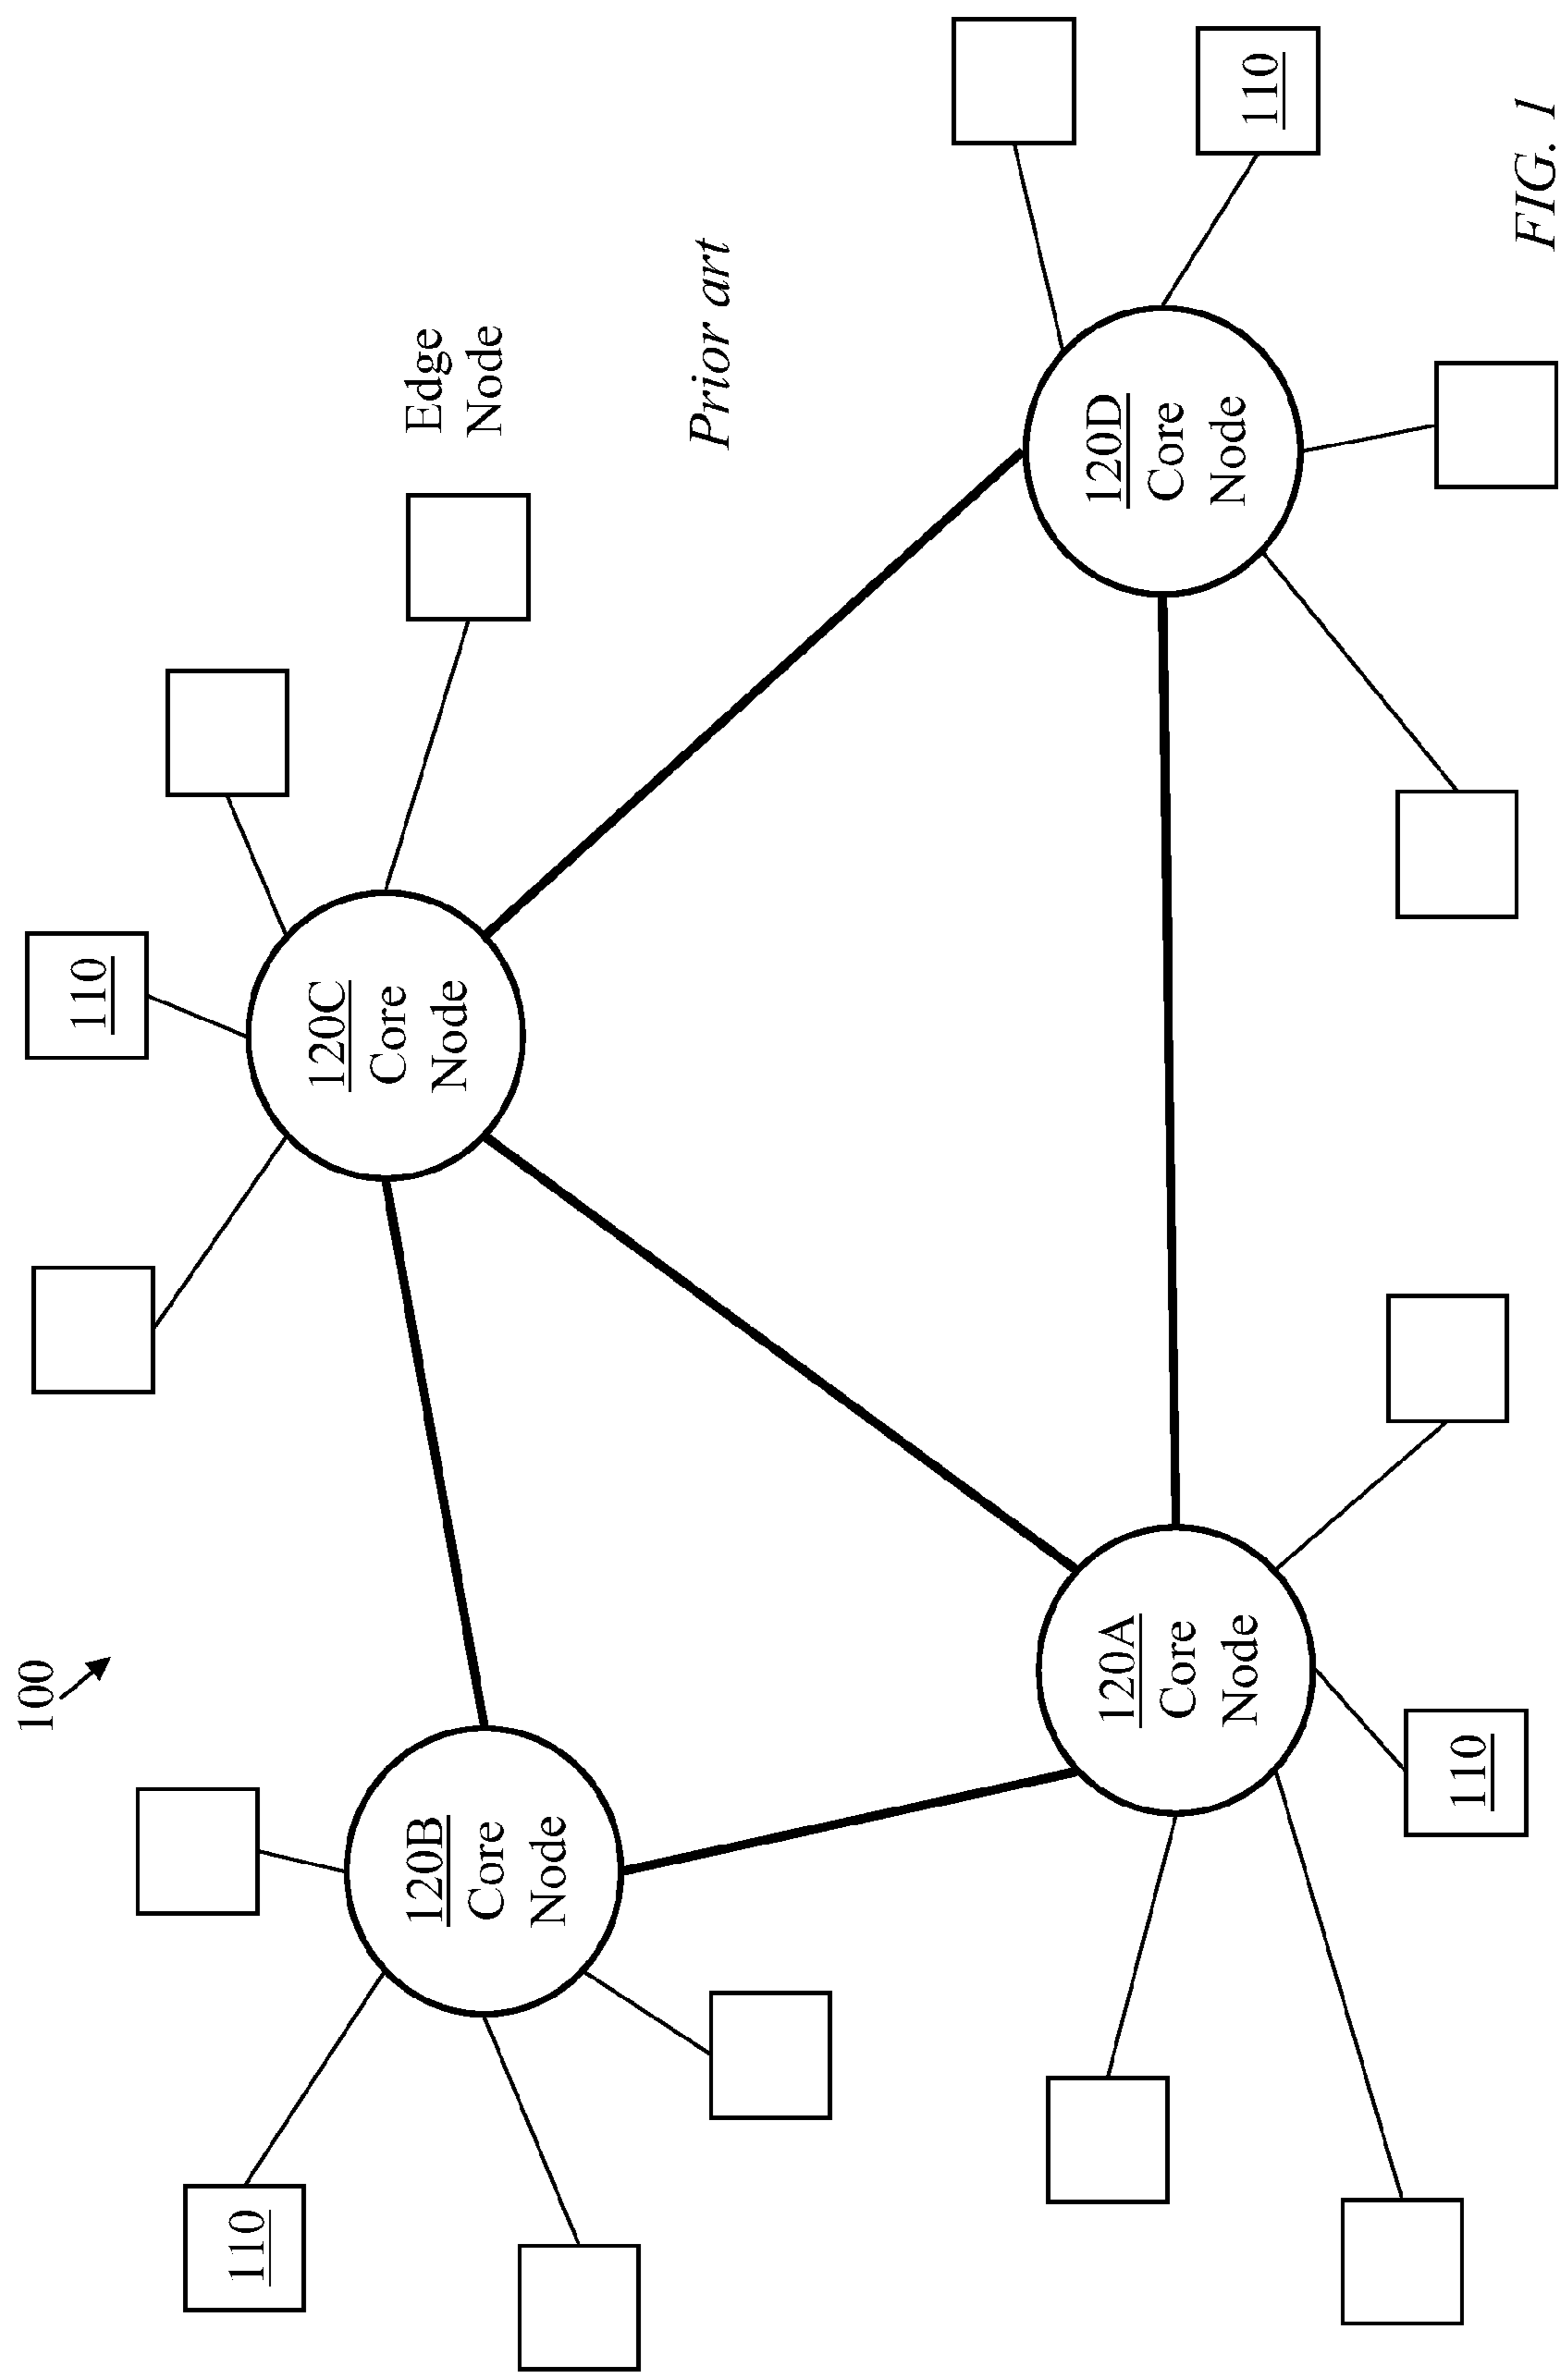 100
110
110
120C
Core
Node
Edge
Node
120B
Core
Node
Prior art
110
120D
Core
Node
120A
Core
Node
110
FIG. 1